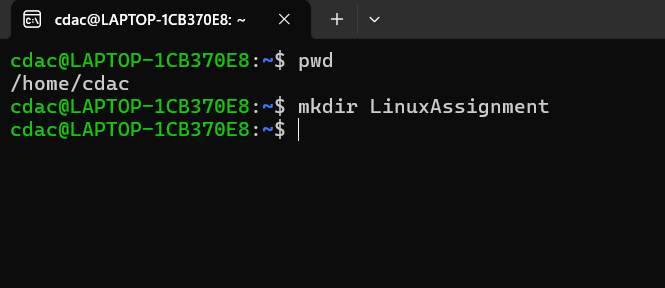 cdac@LAPTOP-1CB370E8: ~
cdac@LAPTOP-1CB370E8:~$ pwd
/home/cdac
cdac@LAPTOP-1CB370E8:~$ mkdir LinuxAssignment
cdac@LAPTOP-1CB370E8:~$